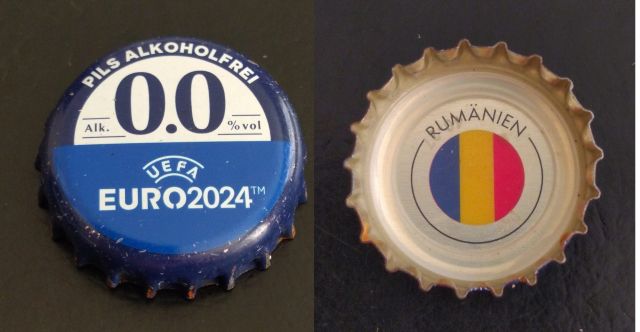 PILS ALKOHOLFREI
0.0
Alk.
%vol
UEFA
EURO2024™
RUMÄNIEN